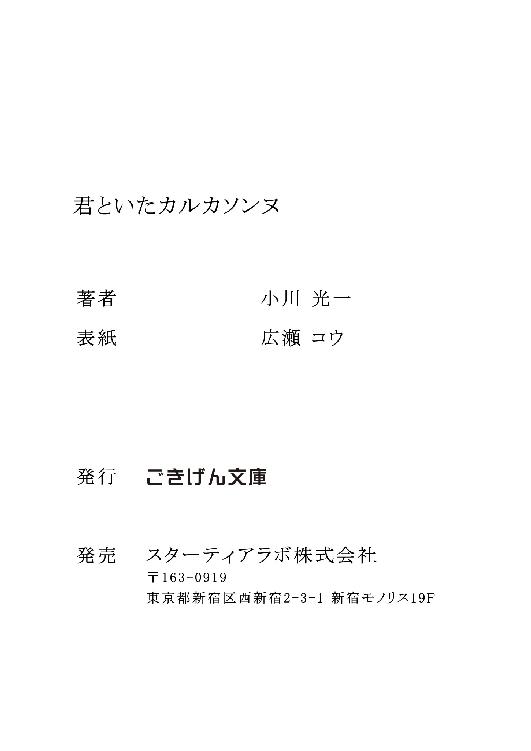 君といたカルカソンヌ
著者 小川 光一
表紙 広瀬 コウ
発行 ごきげん文庫
発売 スターティアラボ株式会社
〒163-0919
東京都新宿区西新宿2-3-1 新宿モノリス19F